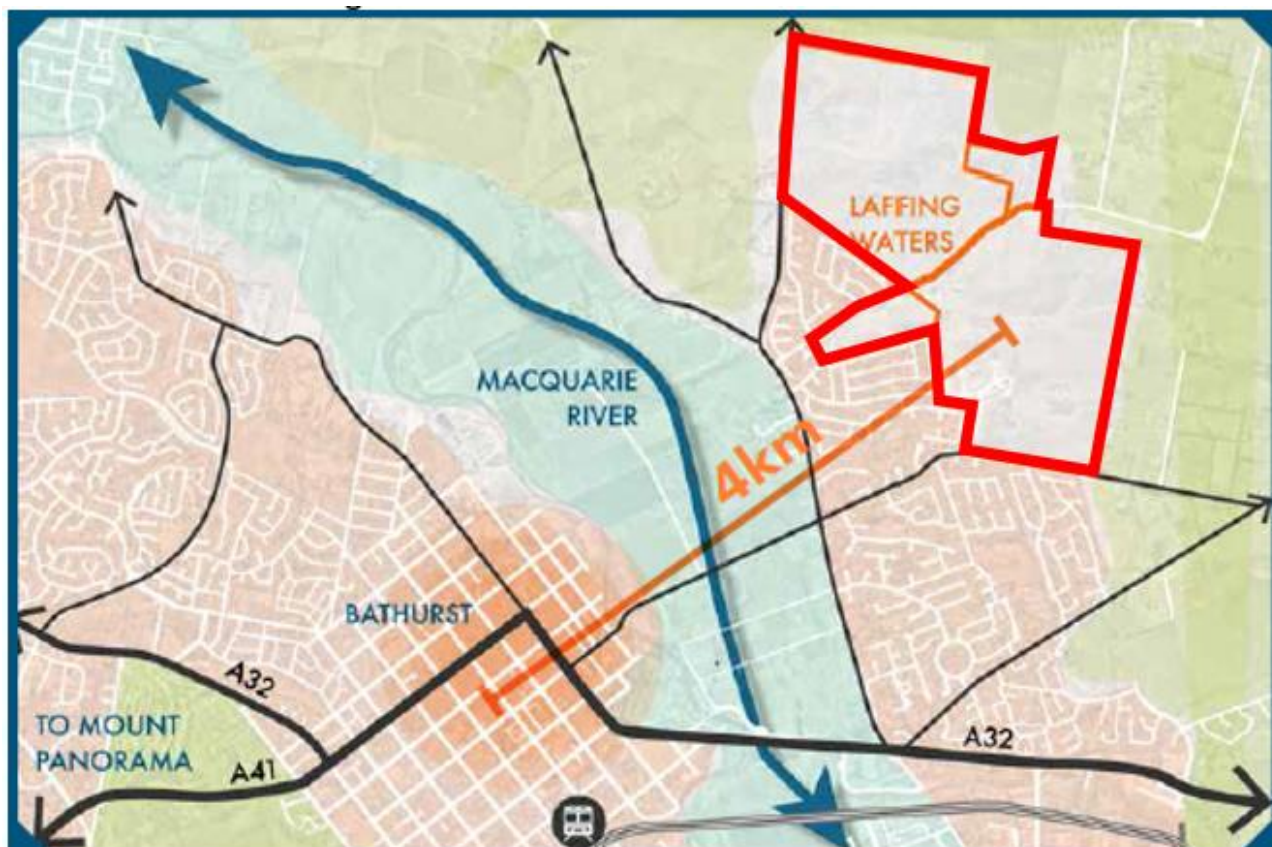 LAFFING
WATERS
MACQUARIE
RIVER
4km
BATHURST
A32
TO MOUNT
PANORAMA
A41
A32